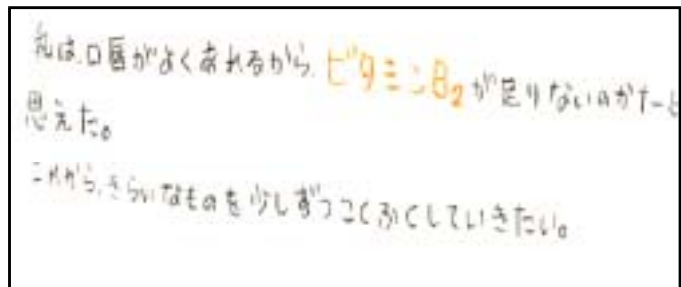 私は、口唇がよくあれるから、ビタミンB2が足りないのかなーと
思えた。
これから、きらいなものを少しずつこくふくしていきたい。